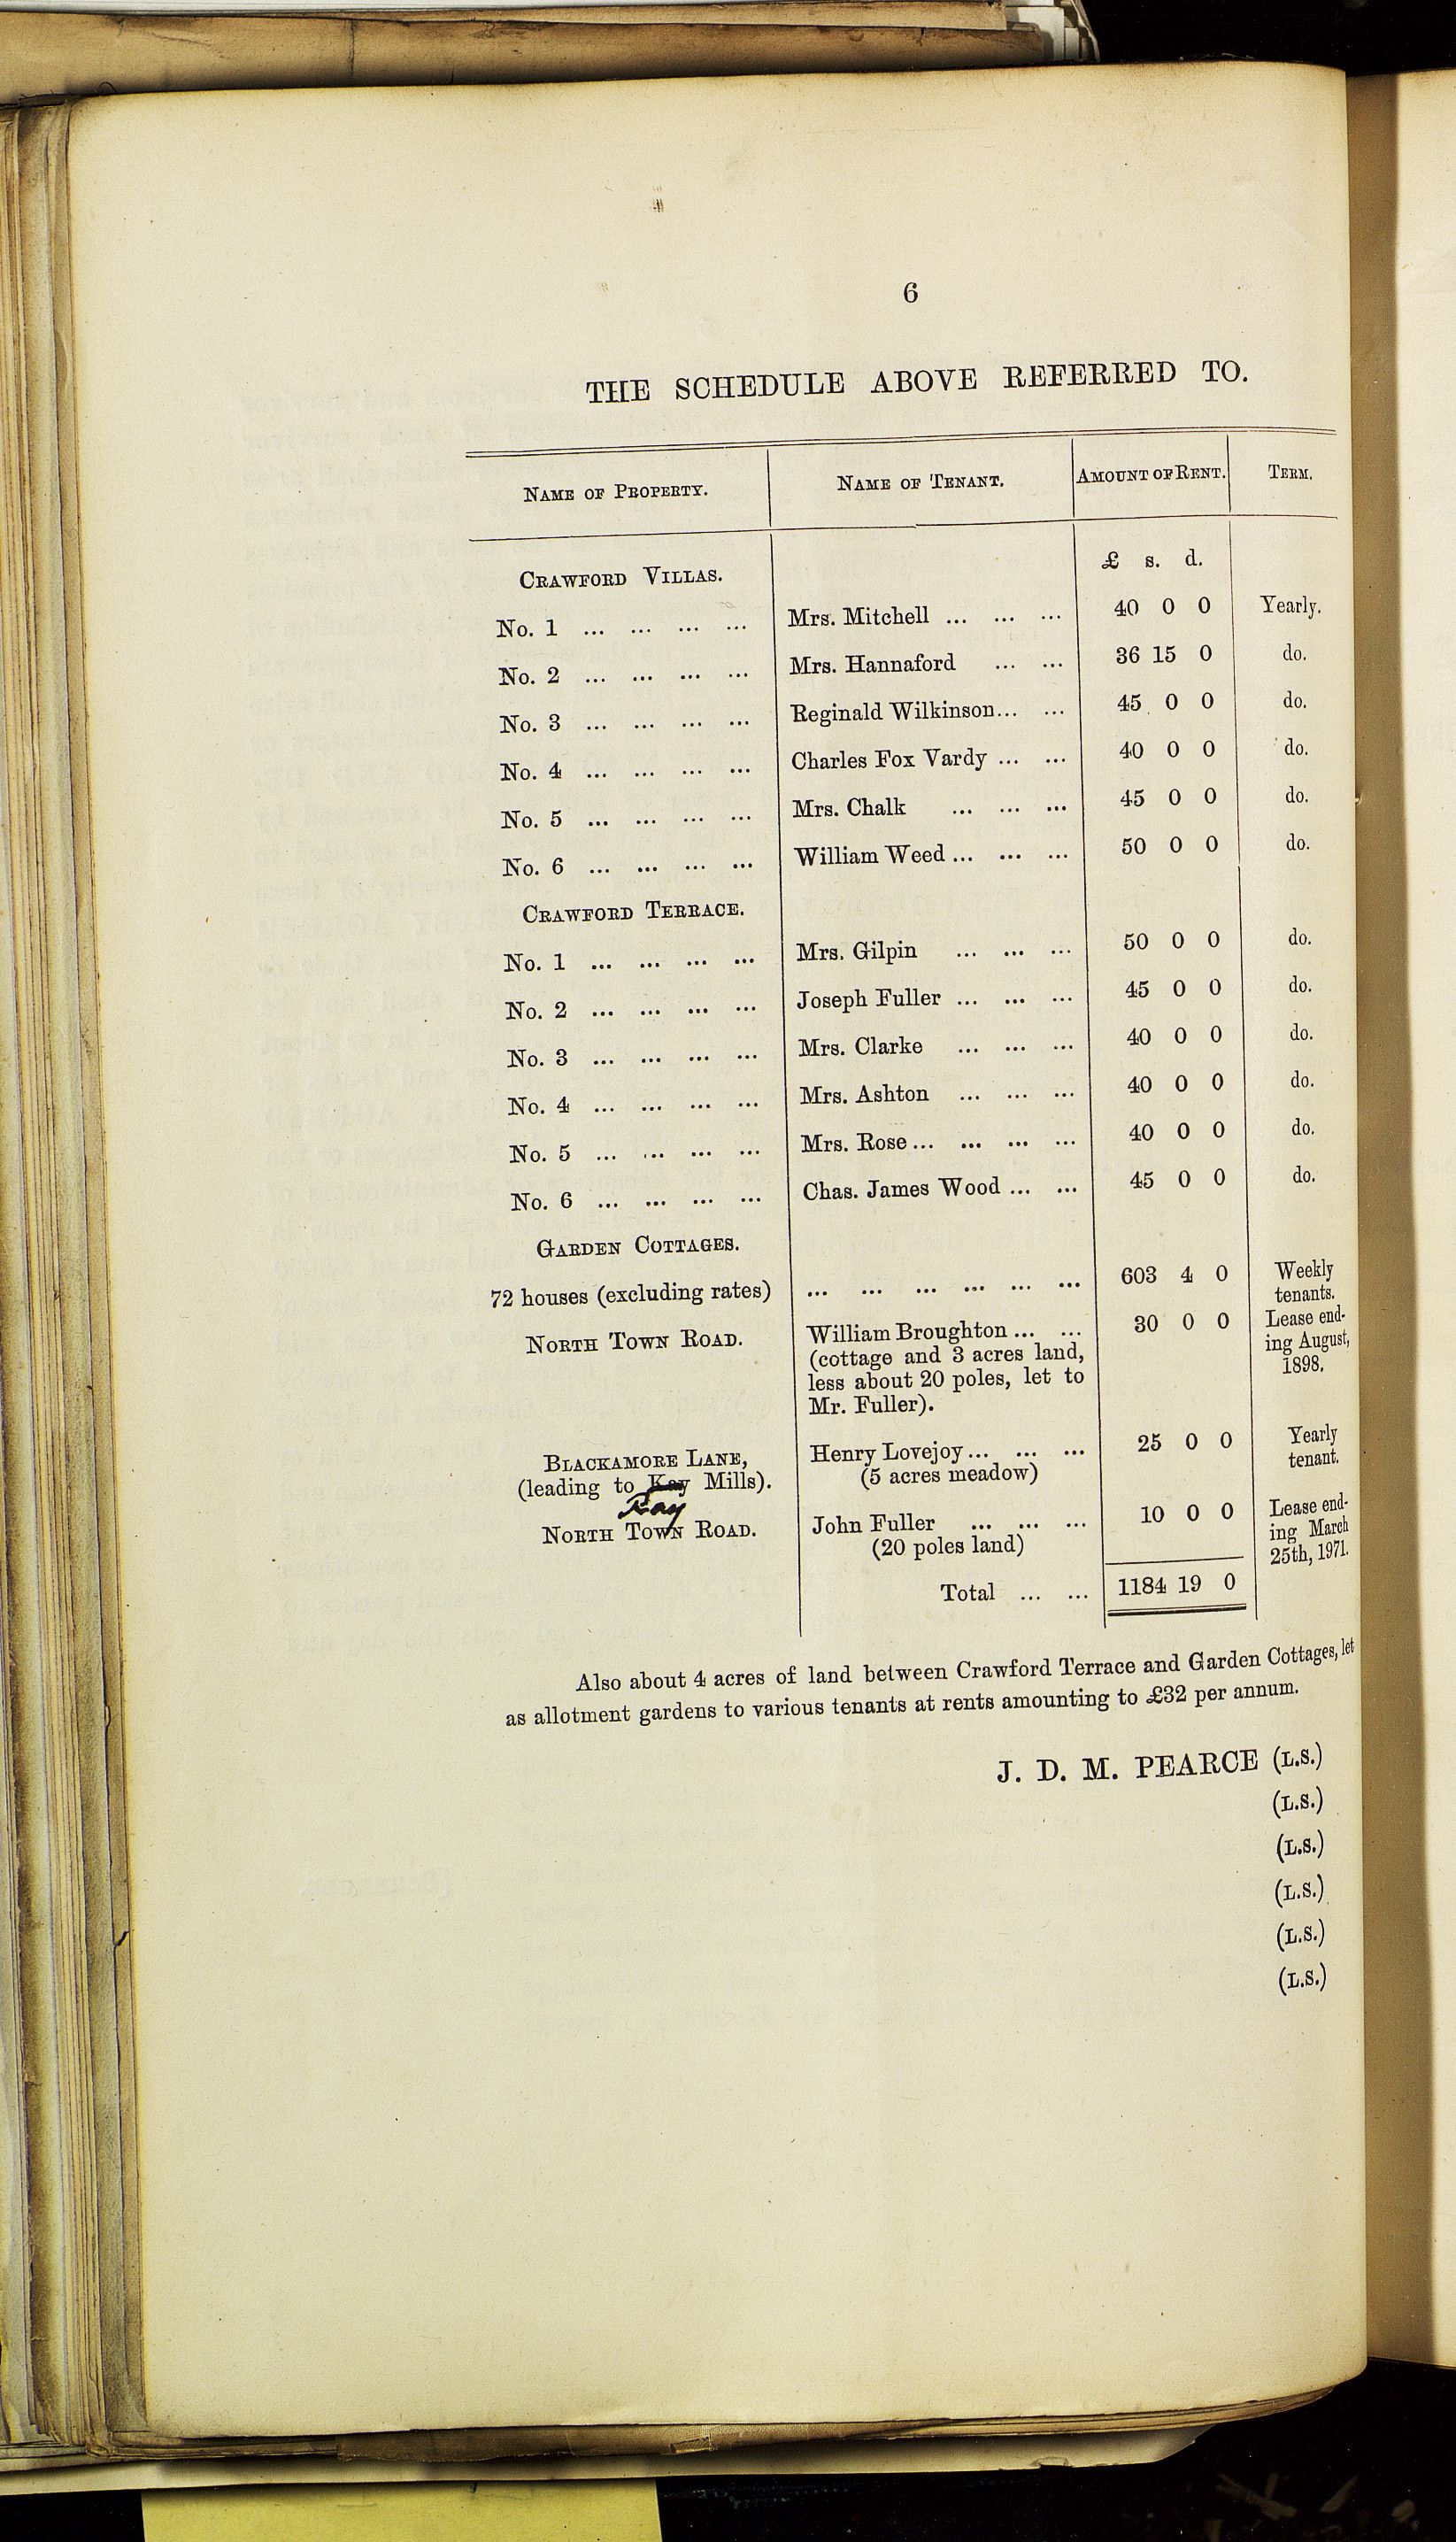 6
THE SCHEDULE ABOVE REFERRED TO.
NAME OF PROPERTY. NAME OF TENANT. AMOUNT OF RENT. TERM.
£ s. d.
CRAWFORD VILLAS.
No. 1 ... ... ... ... Mrs. Mitchell ... ... ... 40 0 0 Yearly.
No. 2 ... ... ... ... Mrs. Hannaford ... ... 36 15 0 do.
No. 3 ... ... ... ... Reginald Wilkinson... ... 45 0 0 do.
No. 4 ... ... ... ... Charles Fox Vardy ... ... 40 0 0 do.
No. 5 ... ... ... ... Mrs. Chalk ... ... ... 45 0 0 do.
No. 6 ... ... ... ... William Weed ... ... ... 50 0 0 do.
CRAWFORD TERRACE.
No. 1 ... ... ... ... Mrs. Gilpin ... ... ... 50 0 0 do.
No. 2 ... ... ... ... Joseph Fuller ... ... ... 45 0 0 do.
No. 3 ... ... ... ... Mrs. Clarke ... ... ... 40 0 0 do.
No. 4 ... ... ... ... Mrs. Ashton ... ... ... 40 0 0 do.
No. 5 ... ... ... ... Mrs. Rose ... ... ... ... 40 0 0 do.
No. 6 ... ... ... ... Chas. James Wood ... ... 45 0 0 do.
GARDEN COTTAGES.
72 houses (excluding rates) ... ... ... ... ... ... 603 4 0 Weekly
tenants.
NORTH TOWN ROAD. William Broughton ... ... 30 0 0 Lease end-
(cottage and 3 acres land, ing August,
less about 20 poles, let to 1898.
Mr. Fuller).
BLACKAMORE LANE, Henry Lovejoy ... ... ... 25 0 0 Yearly
(leading to Kay Mills). (5 acres meadow) tenant.
Ray
NORTH TOWN ROAD. John Fuller ... ... ... 10 0 0 Lease end-
(20 poles land) ing March
25th, 1971.
Total ... ... 1184 19 0
Also about 4 acres of land between Crawford Terrace and Garden Cottages, let
as allotment gardens to various tenants at rents amounting to £32 per annum.
J. D. M. PEARCE (L.S.)
(L.S.)
(L.S.)
(L.S.)
(L.S.)
(L.S.)